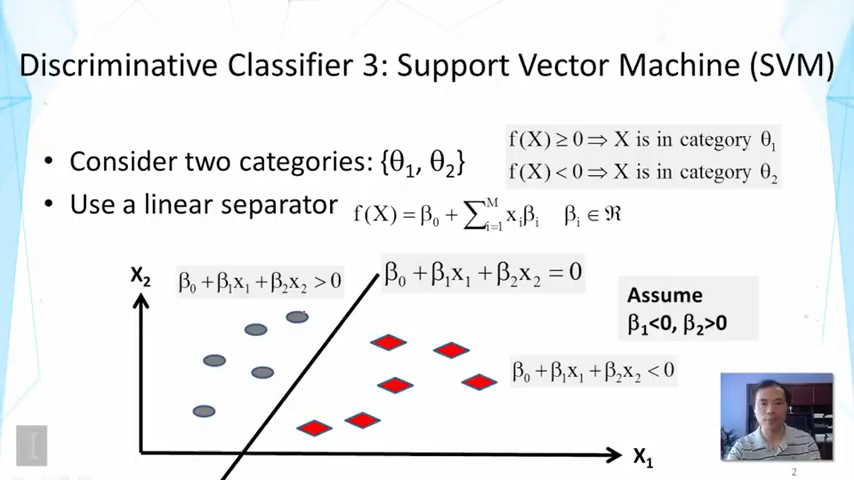 Discriminative Classifier 3: Support Vector Machine (SVM)
• Consider two categories: {θ₁, θ₂}
f(X) ≥ 0 ⇒ X is in category θ₁
f(X) < 0 ⇒ X is in category θ₂
• Use a linear separator f(X) = β₀ + ∑ᵢ₌₁ᴹ xᵢβᵢ βᵢ ∈ ℜ
X₂
β₀ + β₁x₁ + β₂x₂ > 0
β₀ + β₁x₁ + β₂x₂ = 0
Assume
β₁<0, β₂>0
β₀ + β₁x₁ + β₂x₂ < 0
X₁
I
2